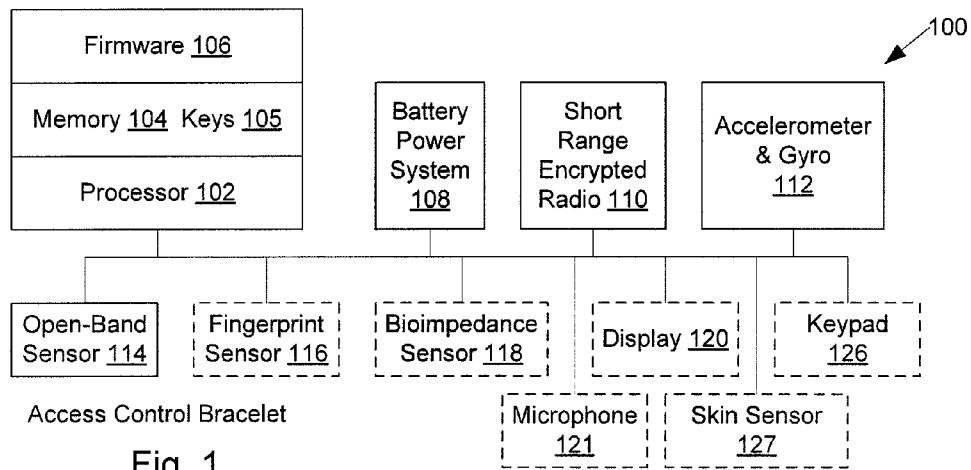 100
Firmware 106
Memory 104 Keys 105
Processor 102
Battery
Power
System
108
Short
Range
Encrypted
Radio 110
Accelerometer
& Gyro
112
Open-Band
Sensor 114
Fingerprint
Sensor 116
Bioimpedance
Sensor 118
Display 120
Keypad
126
Microphone
121
Skin Sensor
127
Access Control Bracelet
Fig. 1